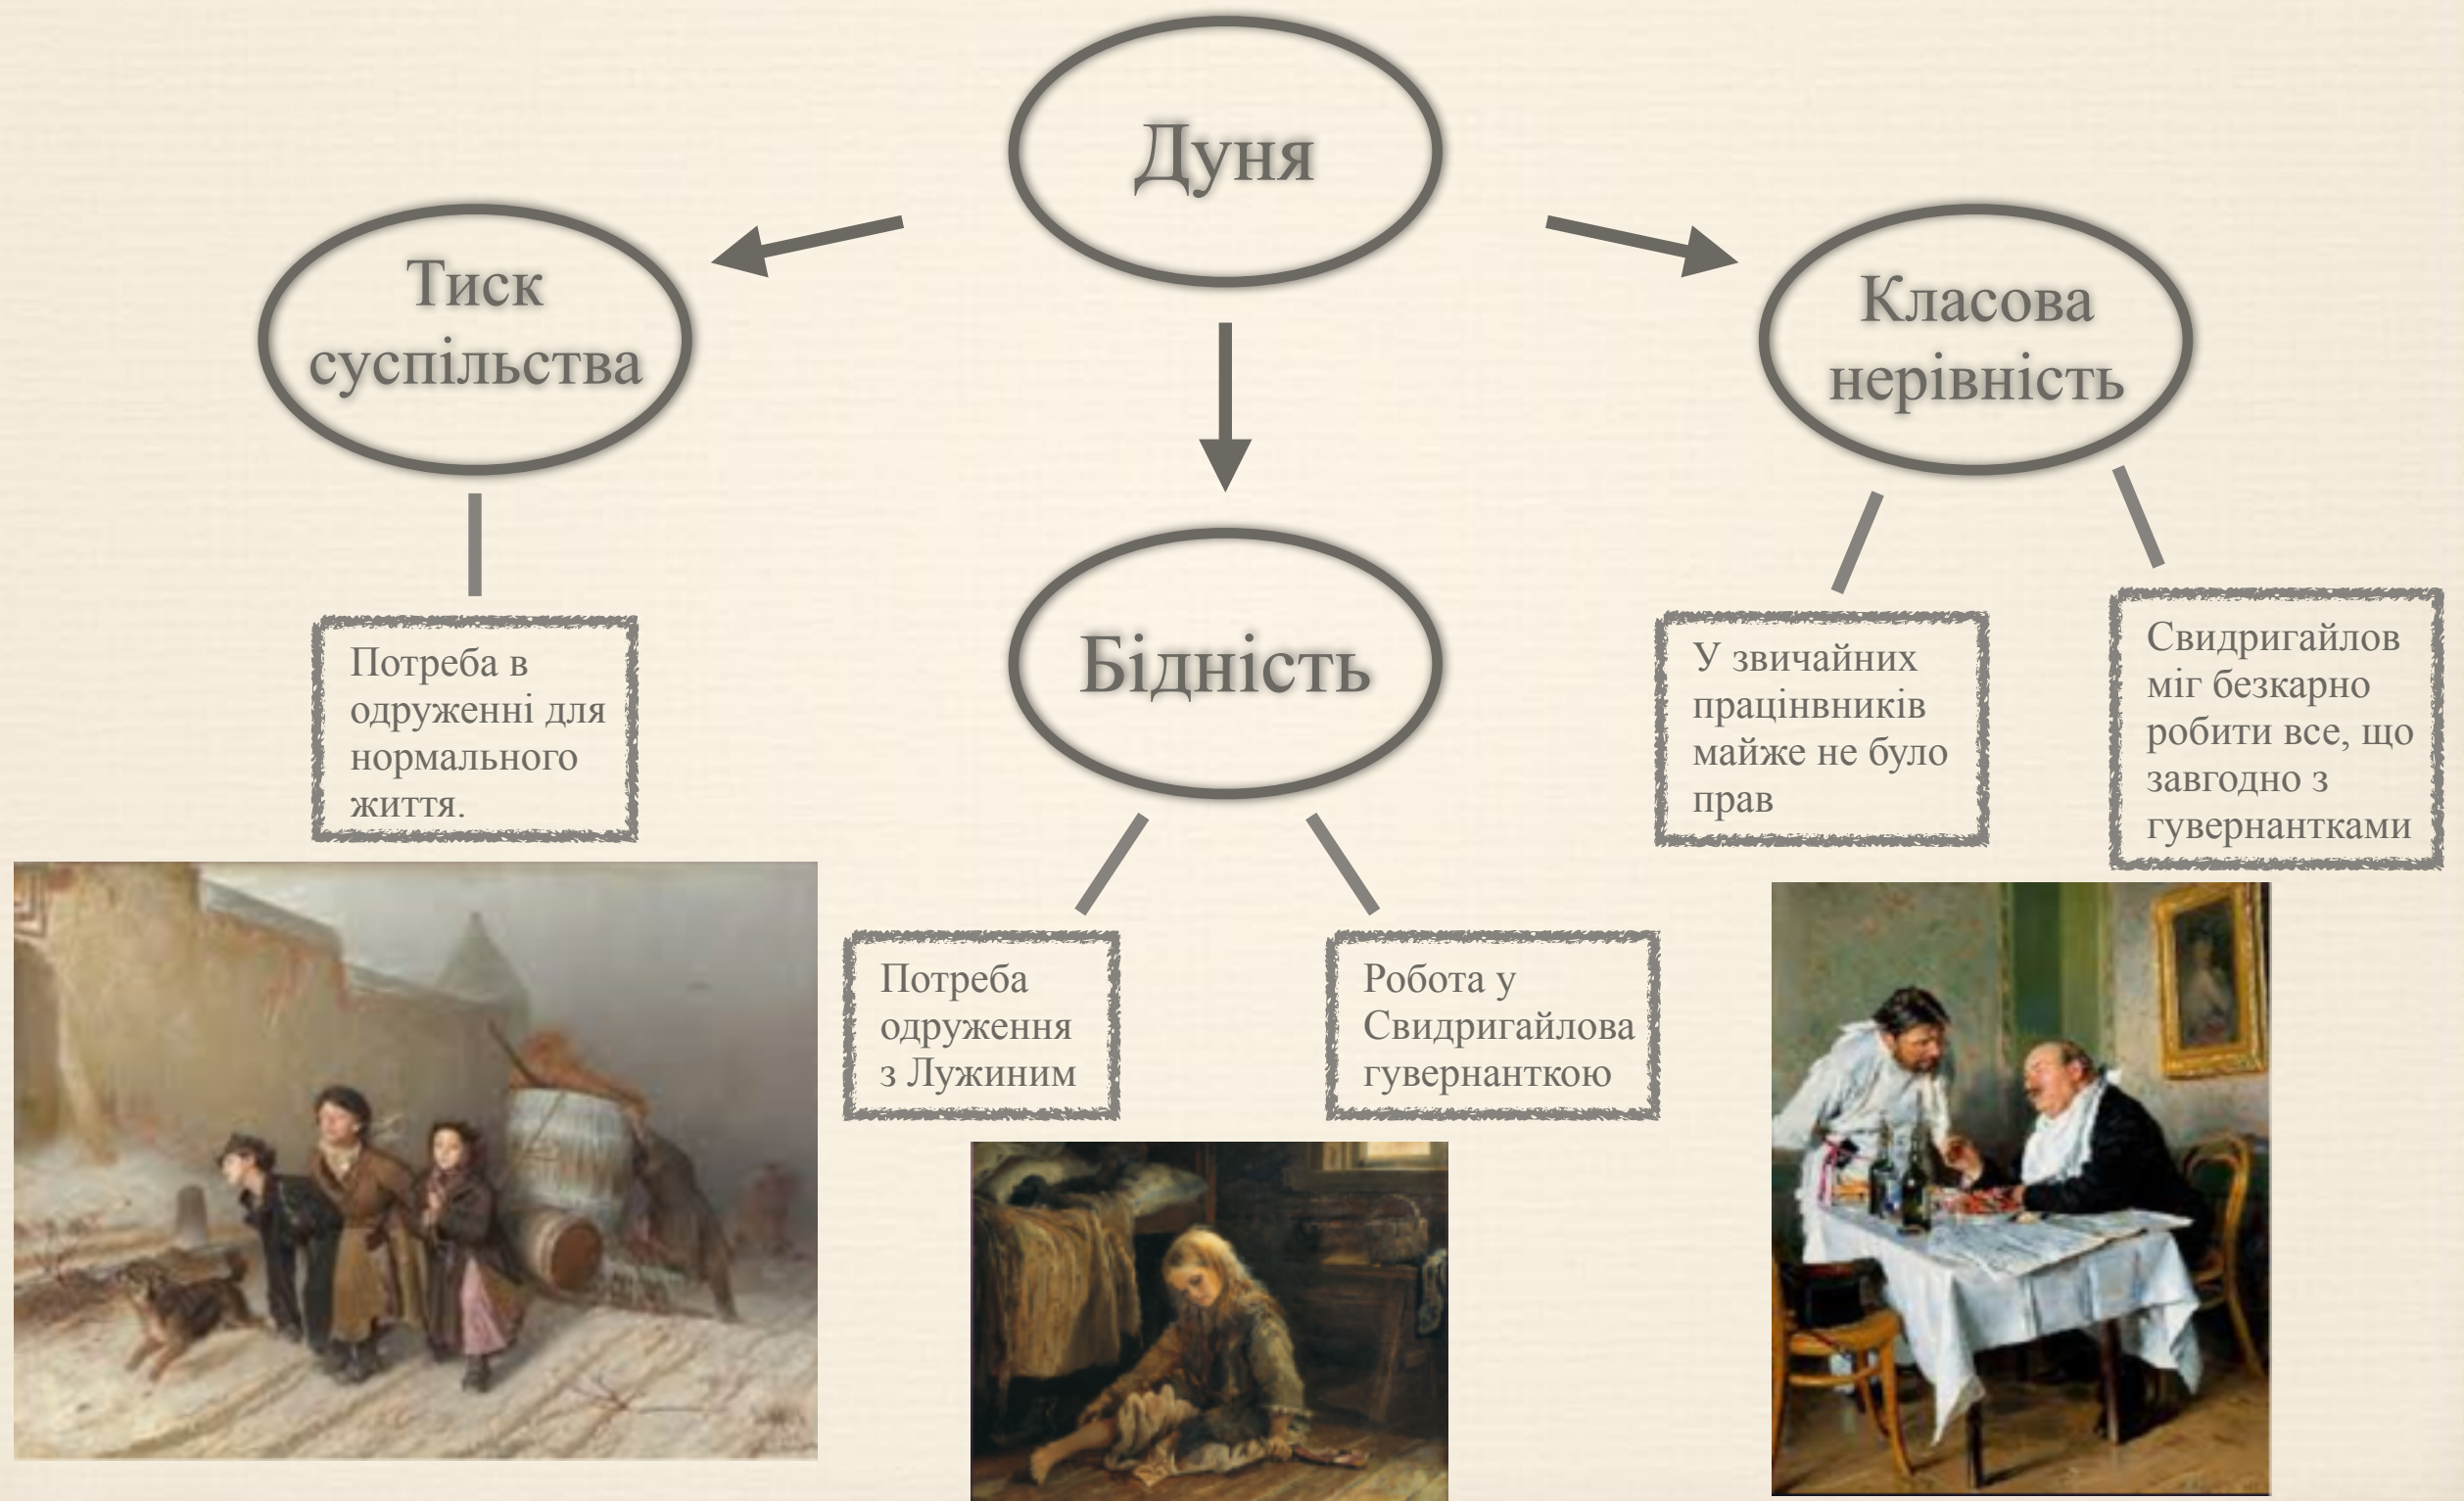 Дуня
Тиск
суспільства
Класова
нерівність
Бідність
Потреба в
одруженні для
нормального
життя.
У звичайних
працінвників
майже не було
прав
Свидригайлов
міг безкарно
робити все, що
завгодно з
гувернантками
Потреба
одруження
з Лужиним
Робота у
Свидригайлова
гувернанткою